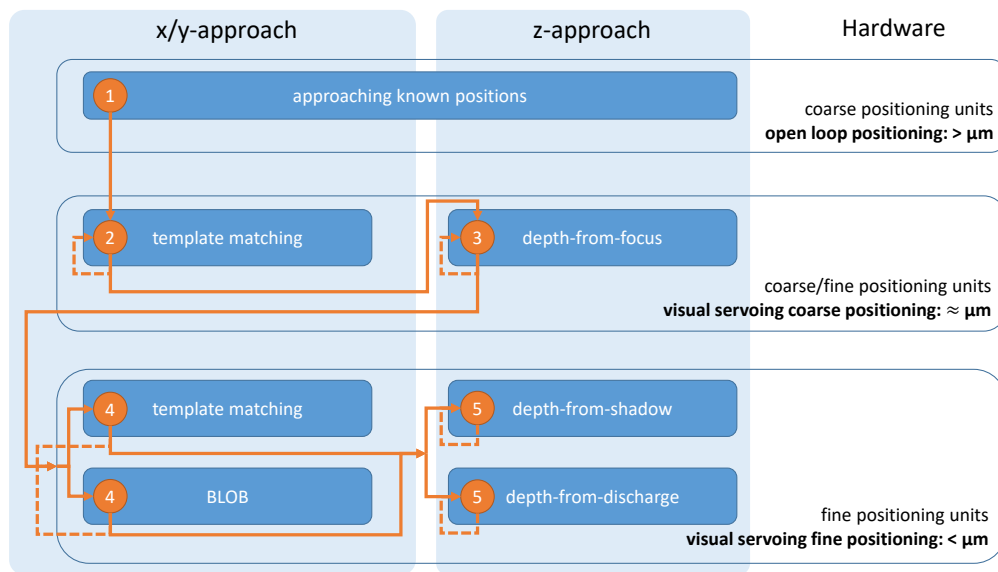 x/y-approach
z-approach
Hardware
1
approaching known positions
coarse positioning units
open loop positioning: > μm
2
template matching
3
depth-from-focus
coarse/fine positioning units
visual servoing coarse positioning: ≈ μm
4
template matching
5
depth-from-shadow
4
BLOB
5
depth-from-discharge
fine positioning units
visual servoing fine positioning: < μm